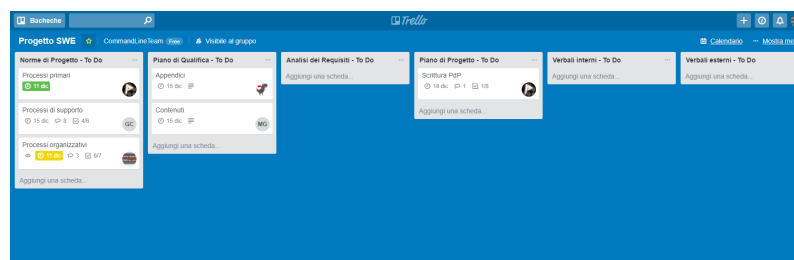 Bacheche
Trello
Progetto SWE
CommandLineTeam Free
Visibile al gruppo
Calendario
Mostra me
Norme di Progetto - To Do
Processi primari
11 dic
Processi di supporto
15 dic 8 4/6
GC
Processi organizzativi
11 dic 3 6/7
Aggiungi una scheda...
Piano di Qualifica - To Do
Appendici
15 dic
Contenuti
15 dic
MG
Aggiungi una scheda...
Analisi dei Requisiti - To Do
Aggiungi una scheda...
Piano di Progetto - To Do
Scrittura PdP
18 dic 1 1/8
Aggiungi una scheda...
Verbali interni - To Do
Aggiungi una scheda...
Verbali esterni - To Do
Aggiungi una scheda...